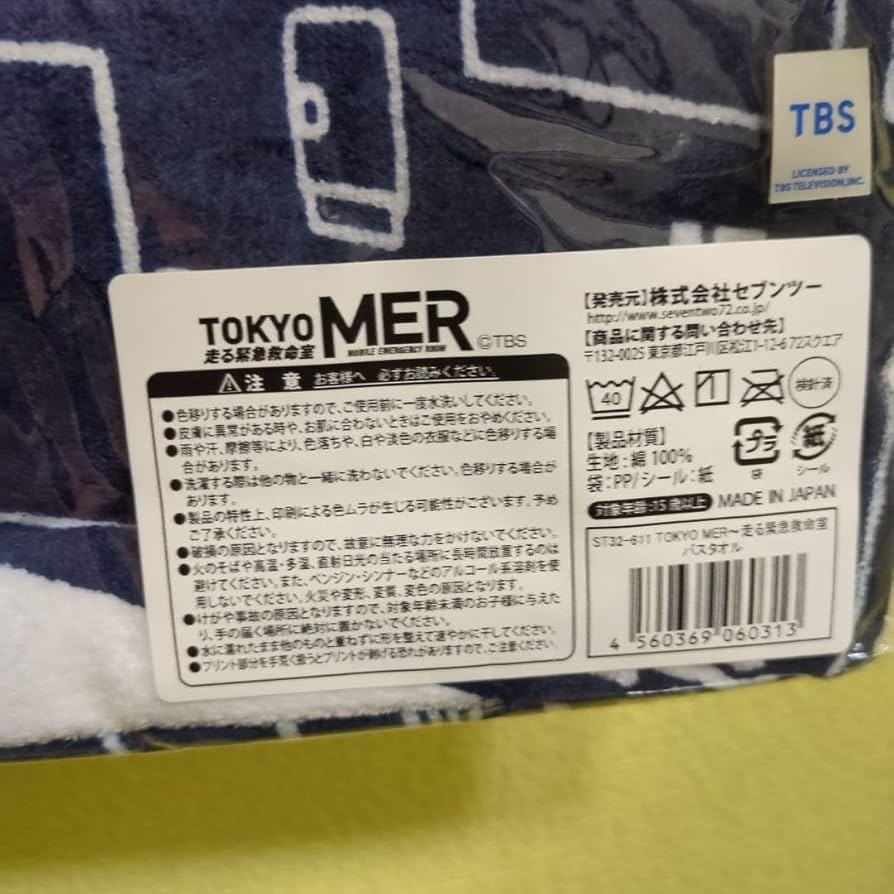 TBS
LICENSED BY
TBS TELEVISION,INC.
TOKYO MER
走る緊急救命室 MOBILE EMERGENCY ROOM ©TBS
注 意 お客様へ 必ずお読みください。
●色移りする場合がありますので、ご使用前に一度水洗いしてください。
●皮膚に異常がある時や、お肌に合わないときはご使用をおやめください。
●雨や汗、摩擦等により、色落ちや、白や淡色の衣服などに色移りする場
合があります。
●洗濯する際は他の物と一緒に洗わないでください。色移りする場合が
あります。
●製品の特性上、印刷による色ムラが生じる可能性がございます。予め
ご了承ください。
●破損の原因となりますので、故意に無理な力をかけないでください。
●火のそばや高温・多湿、直射日光の当たる場所に長時間放置するのは
避けてください。また、ベンジン・シンナーなどのアルコール系溶剤を使
用しないでください。火災や変形、変質、変色の原因となります。
●けがや事故の原因となりますので、対象年齢未満のお子様に与えた
り、手の届く場所に絶対に置かないでください。
●水に濡れたまま他のものと重ねずに形を整えて速やかに干してください。
●プリント部分を手荒く扱うとプリントが剥げる恐れがありますので、ご注意ください。
【発売元】株式会社セブンツー
http://www.seventwo72.co.jp/
【商品に関する問い合わせ先】
〒132-0025 東京都江戸川区松江1-12-6 72スクエア
40 検針済
【製品材質】
生地:綿 100%
袋:PP/シール:紙
プラ 紙
袋 シール
対象年齢:15歳以上 MADE IN JAPAN
ST32-611 TOKYO MER～走る緊急救命室
バスタオル
4 560369 060313